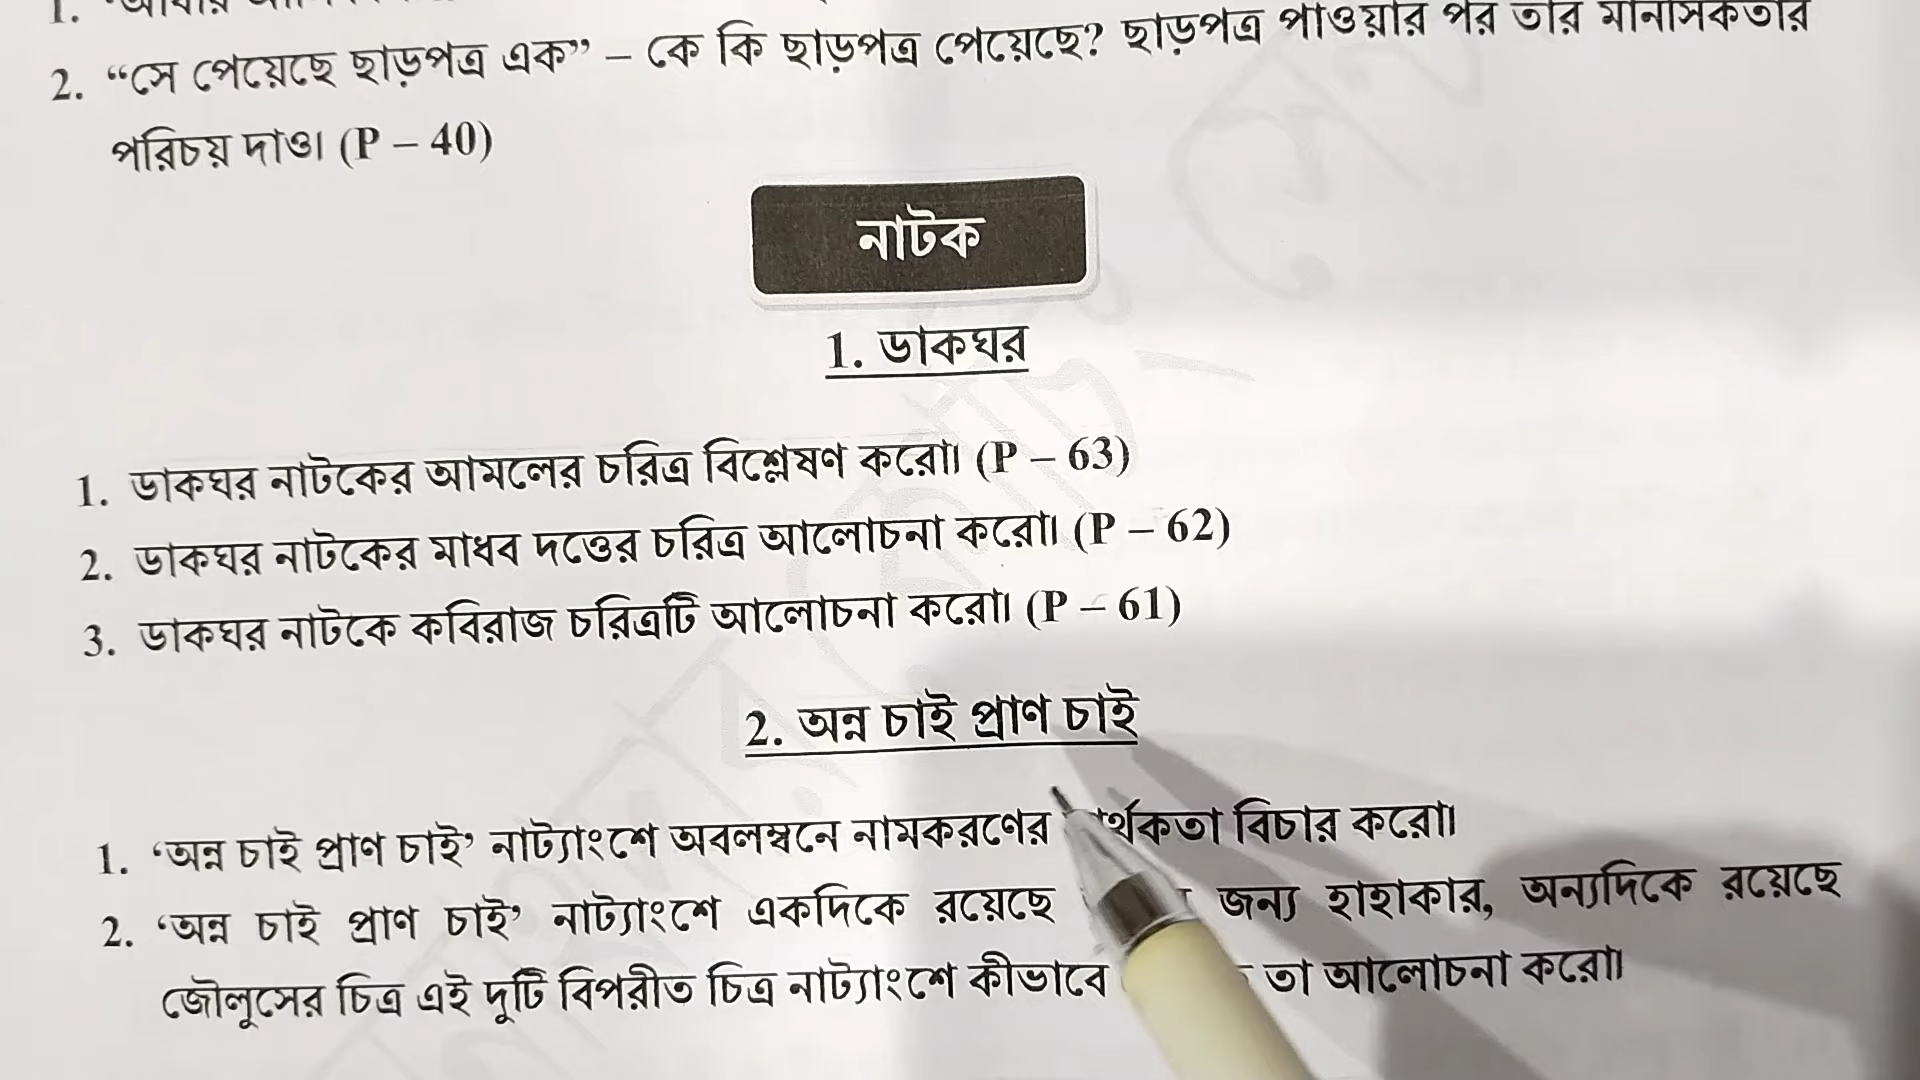 1.
2. “সে পেয়েছে ছাড়পত্র এক” – কে কি ছাড়পত্র পেয়েছে? ছাড়পত্র পাওয়ার পর তার মানসিকতার
পরিচয় দাও। (P – 40)
নাটক
1. ডাকঘর
1. ডাকঘর নাটকের আমলের চরিত্র বিশ্লেষণ করো। (P – 63)
2. ডাকঘর নাটকের মাধব দত্তের চরিত্র আলোচনা করো। (P – 62)
3. ডাকঘর নাটকে কবিরাজ চরিত্রটি আলোচনা করো। (P – 61)
2. অন্ন চাই প্রাণ চাই
1. ‘অন্ন চাই প্রাণ চাই’ নাট্যাংশে অবলম্বনে নামকরণের বিচার করো।
2. ‘অন্ন চাই প্রাণ চাই’ নাট্যাংশে একদিকে রয়েছে জন্য হাহাকার, অন্যদিকে রয়েছে
জৌলুসের চিত্র এই দুটি বিপরীত চিত্র নাট্যাংশে কীভাবে তা আলোচনা করো।